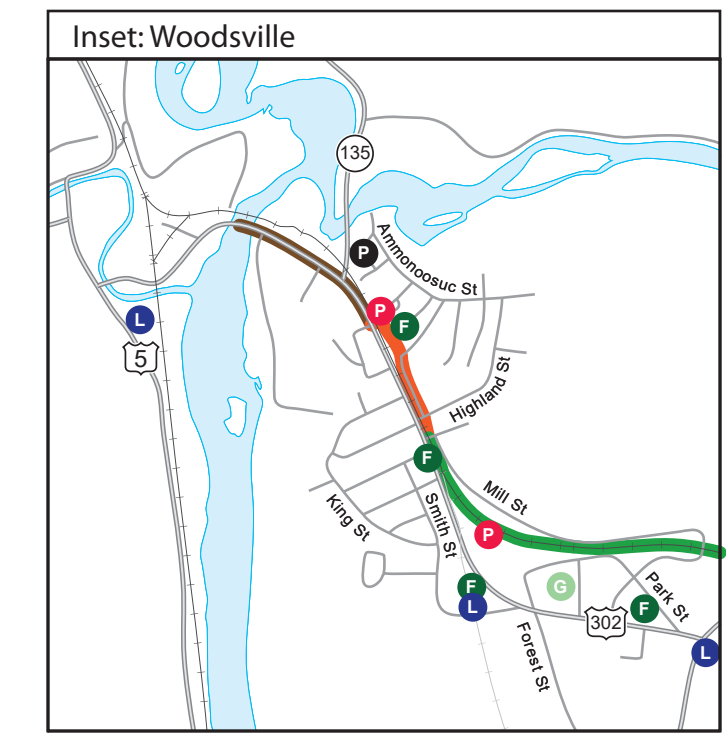 Inset: Woodsville
135
P
Ammonoosuc St
P
L
F
5
Highland St
F
Mill St
King St
Smith St
P
F
G
Park St
L
F
302
Forest St
L